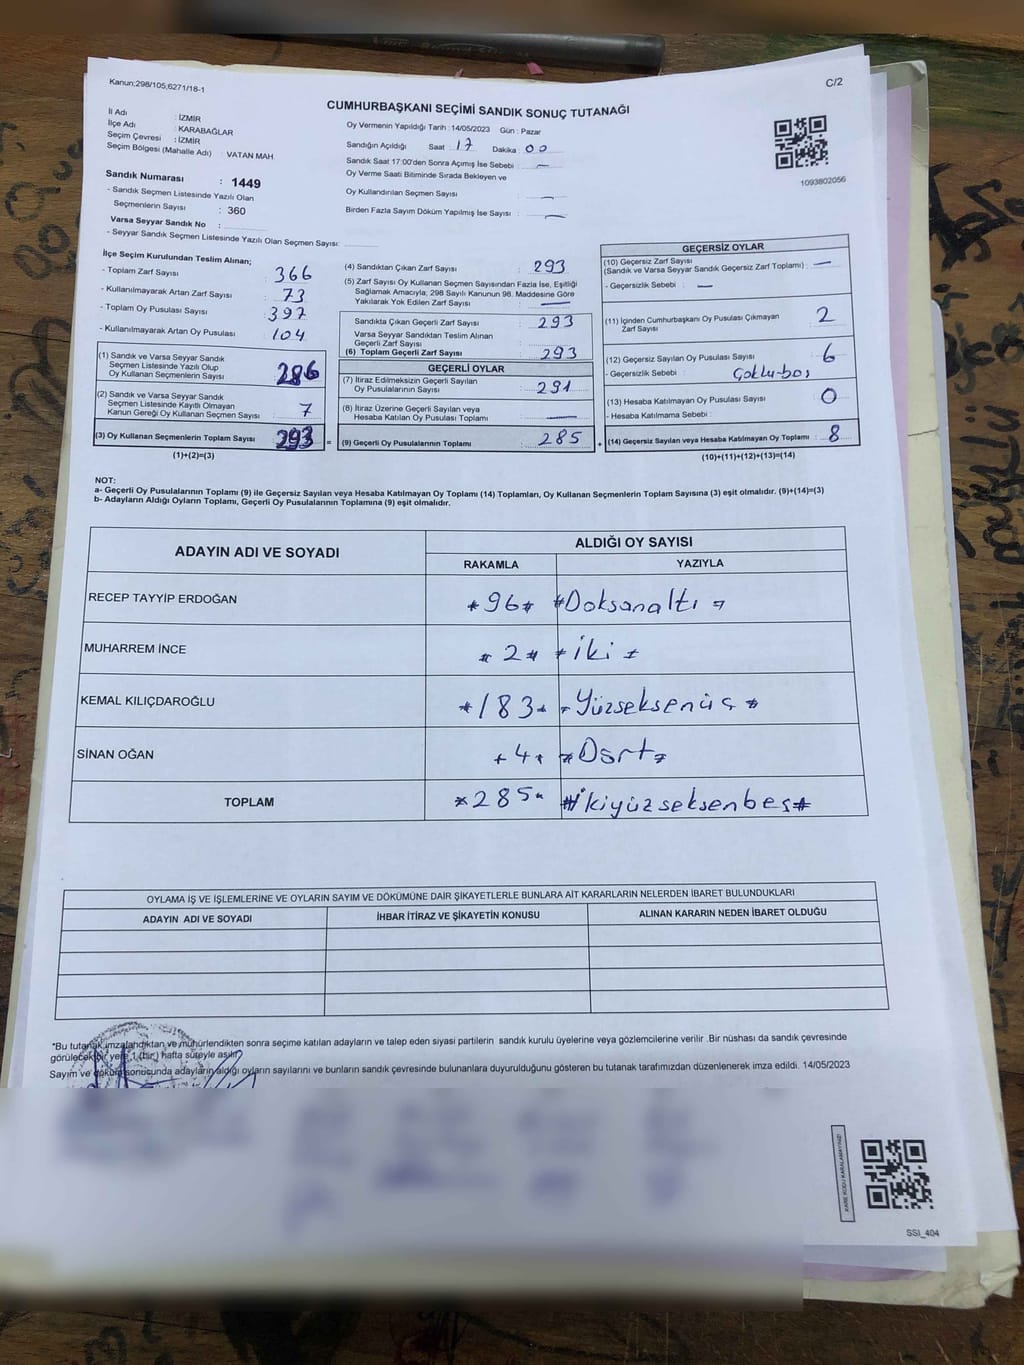 Kanun;298/105;6271/18-1
C/2
CUMHURBAŞKANI SEÇİMİ SANDIK SONUÇ TUTANAĞI
İl Adı : İZMİR
İlçe Adı : KARABAĞLAR
Seçim Çevresi : İZMİR
Seçim Bölgesi (Mahalle Adı) : VATAN MAH.
Oy Vermenin Yapıldığı Tarih :14/05/2023 Gün : Pazar
Sandığın Açıldığı Saat : 17 Dakika : 00
Sandık Saat 17:00'den Sonra Açımış İse Sebebi : —
Oy Verme Saati Bitiminde Sırada Bekleyen ve
Oy Kullandırılan Seçmen Sayısı : —
Birden Fazla Sayım Döküm Yapılmış İse Sayısı : —
1093802056
Sandık Numarası : 1449
- Sandık Seçmen Listesinde Yazılı Olan
Seçmenlerin Sayısı : 360
Varsa Seyyar Sandık No :
- Seyyar Sandık Seçmen Listesinde Yazılı Olan Seçmen Sayısı:
İlçe Seçim Kurulundan Teslim Alınan;
- Toplam Zarf Sayısı : 366
- Kullanılmayarak Artan Zarf Sayısı : 73
- Toplam Oy Pusulası Sayısı : 397
- Kullanılmayarak Artan Oy Pusulası : 104
(1) Sandık ve Varsa Seyyar Sandık
Seçmen Listesinde Yazılı Olup
Oy Kullanan Seçmenlerin Sayısı : 286
(2) Sandık ve Varsa Seyyar Sandık
Seçmen Listesinde Kayıtlı Olmayan
Kanun Gereği Oy Kullanan Seçmen Sayısı : 7
(3) Oy Kullanan Seçmenlerin Toplam Sayısı : 293
(1)+(2)=(3)
(4) Sandıktan Çıkan Zarf Sayısı : 293
(5) Zarf Sayısı Oy Kullanan Seçmen Sayısından Fazla İse, Eşitliği
Sağlamak Amacıyla; 298 Sayılı Kanunun 98. Maddesine Göre
Yakılarak Yok Edilen Zarf Sayısı : —
Sandıkta Çıkan Geçerli Zarf Sayısı : 293
Varsa Seyyar Sandıktan Teslim Alınan
Geçerli Zarf Sayısı :
(6) Toplam Geçerli Zarf Sayısı : 293
GEÇERLİ OYLAR
(7) İtiraz Edilmeksizin Geçerli Sayılan
Oy Pusulalarının Sayısı : 291
(8) İtiraz Üzerine Geçerli Sayılan veya
Hesaba Katılan Oy Pusulası Toplamı : —
= (9) Geçerli Oy Pusulalarının Toplamı : 285 +
GEÇERSİZ OYLAR
(10) Geçersiz Zarf Sayısı
(Sandık ve Varsa Seyyar Sandık Geçersiz Zarf Toplamı) : —
- Geçersizlik Sebebi : —
(11) İçinden Cumhurbaşkanı Oy Pusulası Çıkmayan
Zarf Sayısı : 2
(12) Geçersiz Sayılan Oy Pusulası Sayısı : 6
- Geçersizlik Sebebi : Çoklu-boş
(13) Hesaba Katılmayan Oy Pusulası Sayısı : 0
- Hesaba Katılmama Sebebi :
(14) Geçersiz Sayılan veya Hesaba Katılmayan Oy Toplamı : 8
(10)+(11)+(12)+(13)=(14)
NOT:
a- Geçerli Oy Pusulalarının Toplamı (9) ile Geçersiz Sayılan veya Hesaba Katılmayan Oy Toplamı (14) Toplamları, Oy Kullanan Seçmenlerin Toplam Sayısına (3) eşit olmalıdır. (9)+(14)=(3)
b- Adayların Aldığı Oyların Toplamı, Geçerli Oy Pusulalarının Toplamına (9) eşit olmalıdır.
ADAYIN ADI VE SOYADI ALDIĞI OY SAYISI
RAKAMLA YAZIYLA
RECEP TAYYİP ERDOĞAN *96# #Doksanaltı#
MUHARREM İNCE #2# #iki#
KEMAL KILIÇDAROĞLU *183* #Yüzseksenüç#
SİNAN OĞAN *4* #Dört#
TOPLAM *285* #İkiyüzseksenbeş#
OYLAMA İŞ VE İŞLEMLERİNE VE OYLARIN SAYIM VE DÖKÜMÜNE DAİR ŞİKAYETLERLE BUNLARA AİT KARARLARIN NELERDEN İBARET BULUNDUKLARI
ADAYIN ADI VE SOYADI İHBAR İTİRAZ VE ŞİKAYETİN KONUSU ALINAN KARARIN NEDEN İBARET OLDUĞU
*Bu tutanak imzalandıktan ve mühürlendikten sonra seçime katılan adayların ve talep eden siyasi partilerin sandık kurulu üyelerine veya gözlemcilerine verilir .Bir nüshası da sandık çevresinde
görülecek bir yere 1 (bir) hafta süreyle asılır.
Sayım ve döküm sonucunda adayların aldığı oyların sayılarını ve bunların sandık çevresinde bulunanlara duyurulduğunu gösteren bu tutanak tarafımızdan düzenlenerek imza edildi. 14/05/2023
KARE KODU KARALAMAYINIZ!
SSI_404